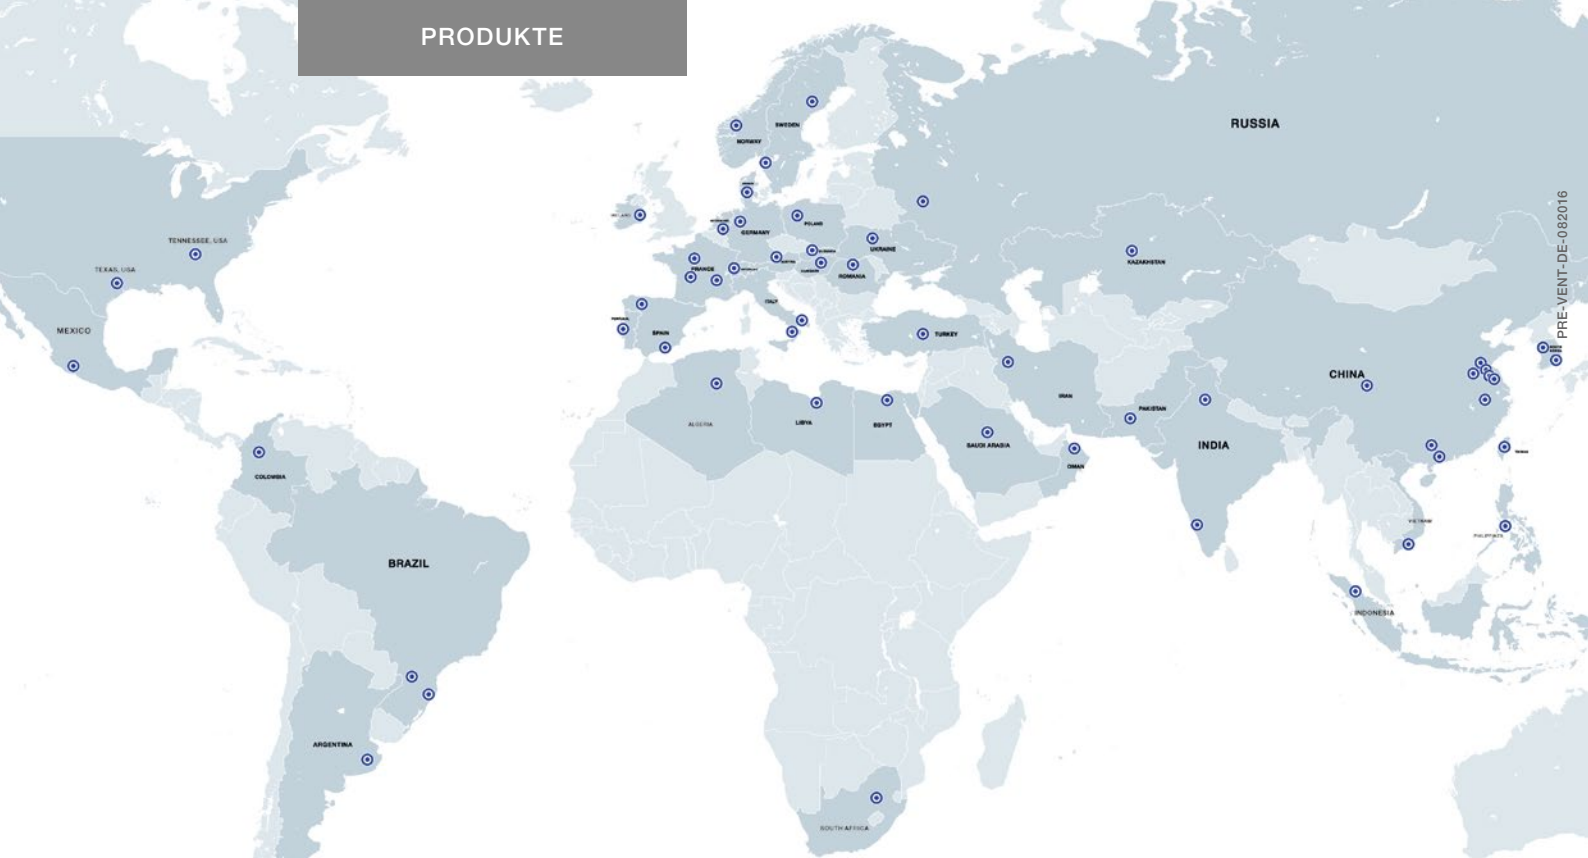 PRODUKTE
RUSSIA
SWEDEN
NORWAY
PRE-VENT-DE-082016
POLAND
GERMANY
TENNESSEE, USA
UKRAINE
KAZAKHSTAN
TEXAS, USA
FRANCE
ROMANIA
ITALY
MEXICO
SPAIN
TURKEY
CHINA
IRAN
PAKISTAN
ALGERIA
LIBYA
EGYPT
SAUDI ARABIA
INDIA
OMAN
COLOMBIA
VIETNAM
PHILIPPINES
BRAZIL
INDONESIA
ARGENTINA
SOUTH AFRICA